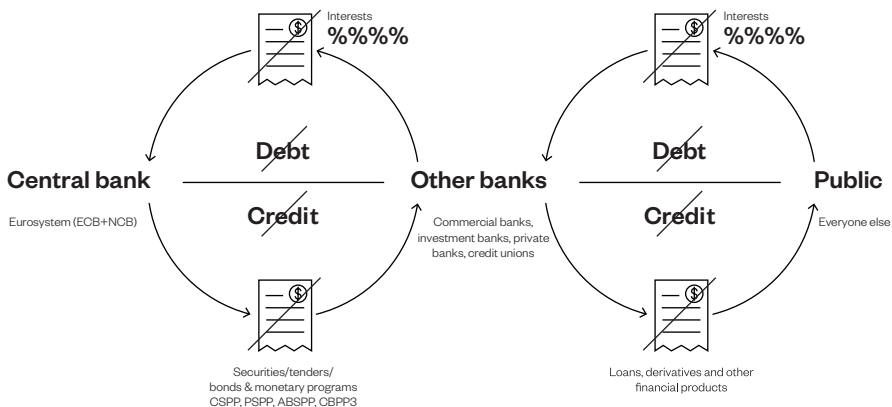 Interests
%%%%
Interests
%%%%
$
$
Debt
Debt
Central bank
Other banks
Public
Eurosystem (ECB+NCB)
Credit
Commercial banks,
investment banks, private
banks, credit unions
Credit
Everyone else
$
$
Securities/tenders/
bonds & monetary programs
CSPP, PSPP, ABSPP, CBPP3
Loans, derivatives and other
financial products